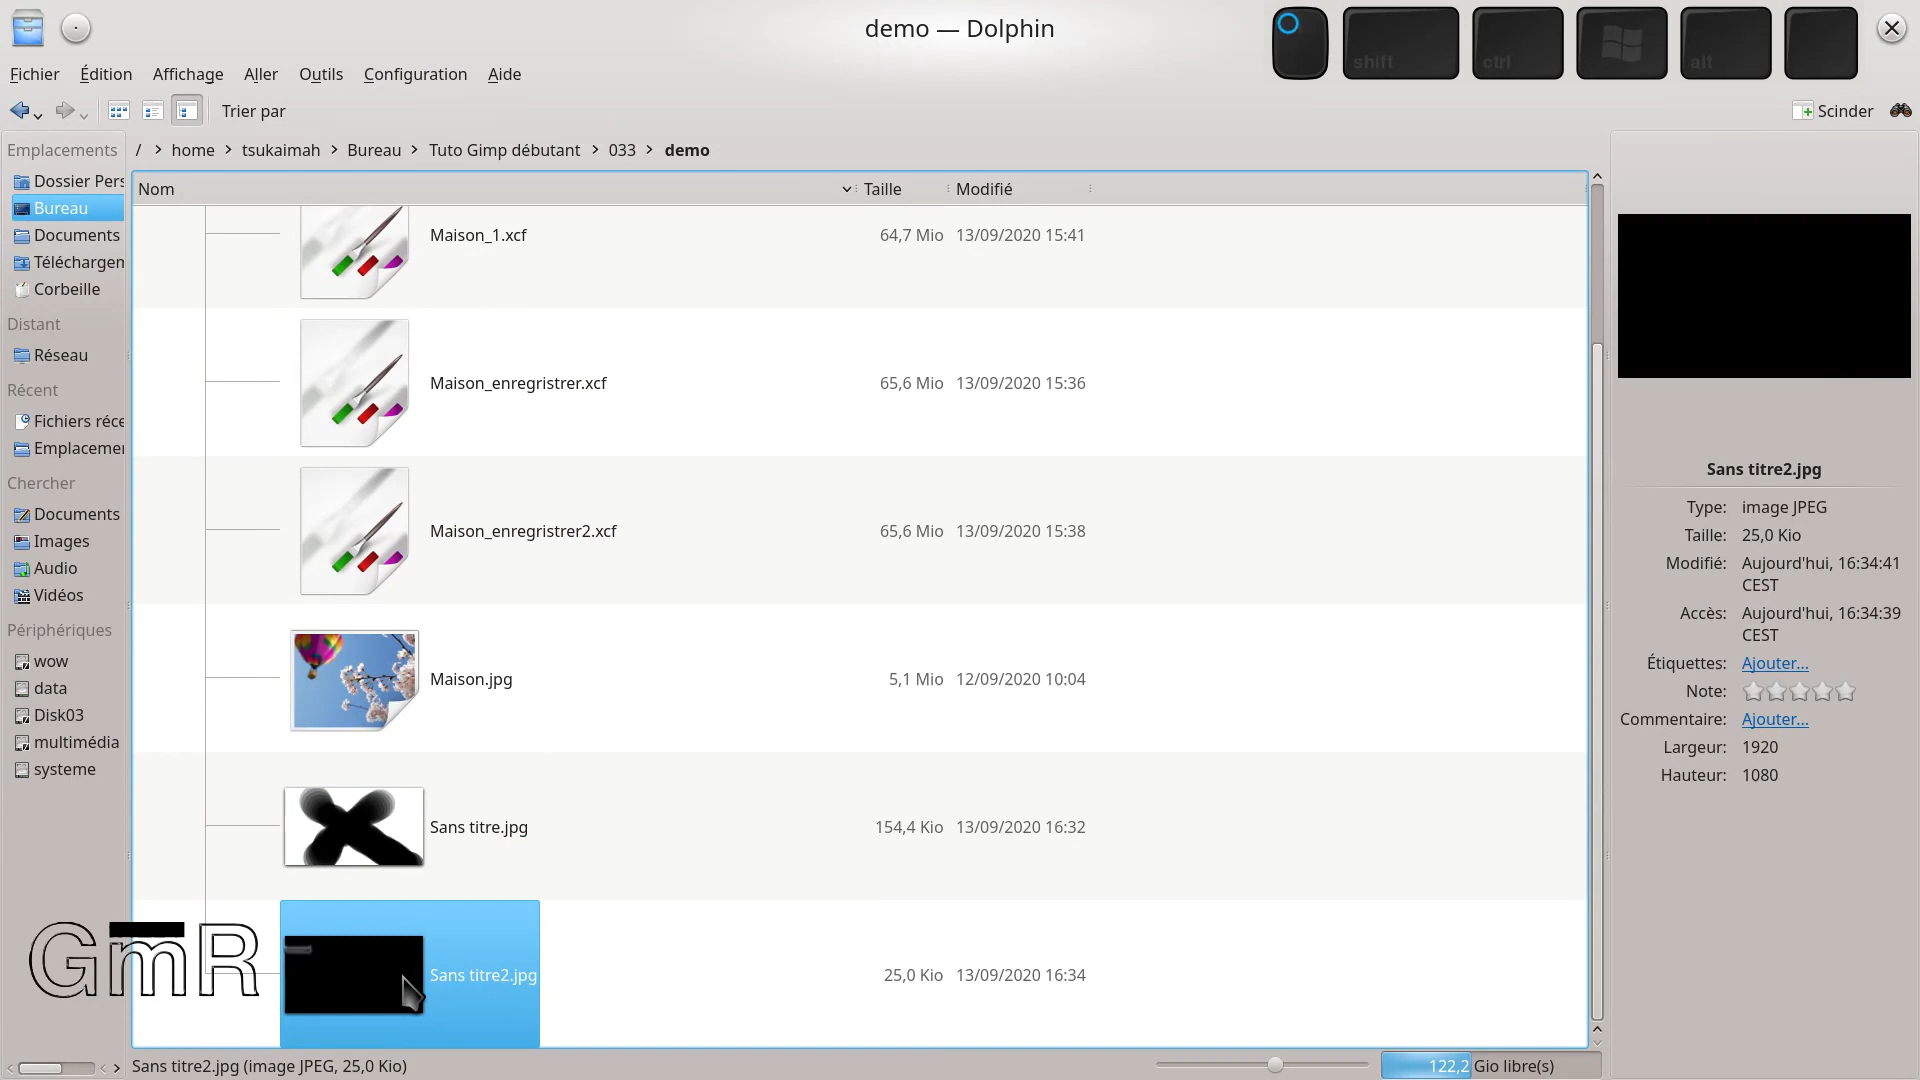 demo — Dolphin
shift
ctrl
alt
Fichier Édition Affichage Aller Outils Configuration Aide
Trier par
Scinder
Emplacements
Dossier Pers
Bureau
Documents
Téléchargem
Corbeille
Distant
Réseau
Récent
Fichiers réce
Emplacemen
Chercher
Documents
Images
Audio
Vidéos
Périphériques
wow
data
Disk03
multimédia
systeme
/ > home > tsukaimah > Bureau > Tuto Gimp débutant > 033 > demo
Nom Taille Modifié
Maison_1.xcf 64,7 Mio 13/09/2020 15:41
Maison_enregristrer.xcf 65,6 Mio 13/09/2020 15:36
Maison_enregristrer2.xcf 65,6 Mio 13/09/2020 15:38
Maison.jpg 5,1 Mio 12/09/2020 10:04
Sans titre.jpg 154,4 Kio 13/09/2020 16:32
Sans titre2.jpg 25,0 Kio 13/09/2020 16:34
GmR
Sans titre2.jpg
Type: image JPEG
Taille: 25,0 Kio
Modifié: Aujourd'hui, 16:34:41
CEST
Accès: Aujourd'hui, 16:34:39
CEST
Étiquettes: Ajouter...
Note:
Commentaire: Ajouter...
Largeur: 1920
Hauteur: 1080
Sans titre2.jpg (image JPEG, 25,0 Kio)
122,2 Gio libre(s)